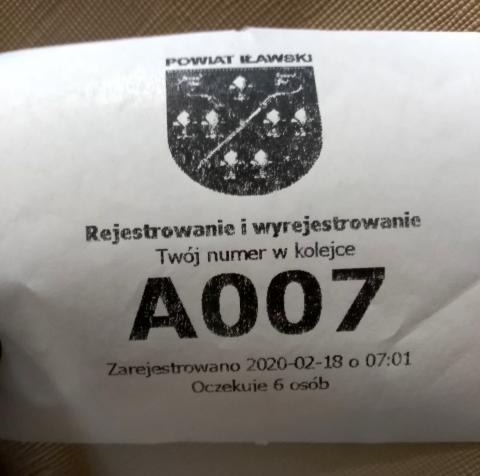 POWIAT IŁAWSKI
Rejestrowanie i wyrejestrowanie
Twój numer w kolejce
A007
Zarejestrowano 2020-02-18 o 07:01
Oczekuje 6 osób